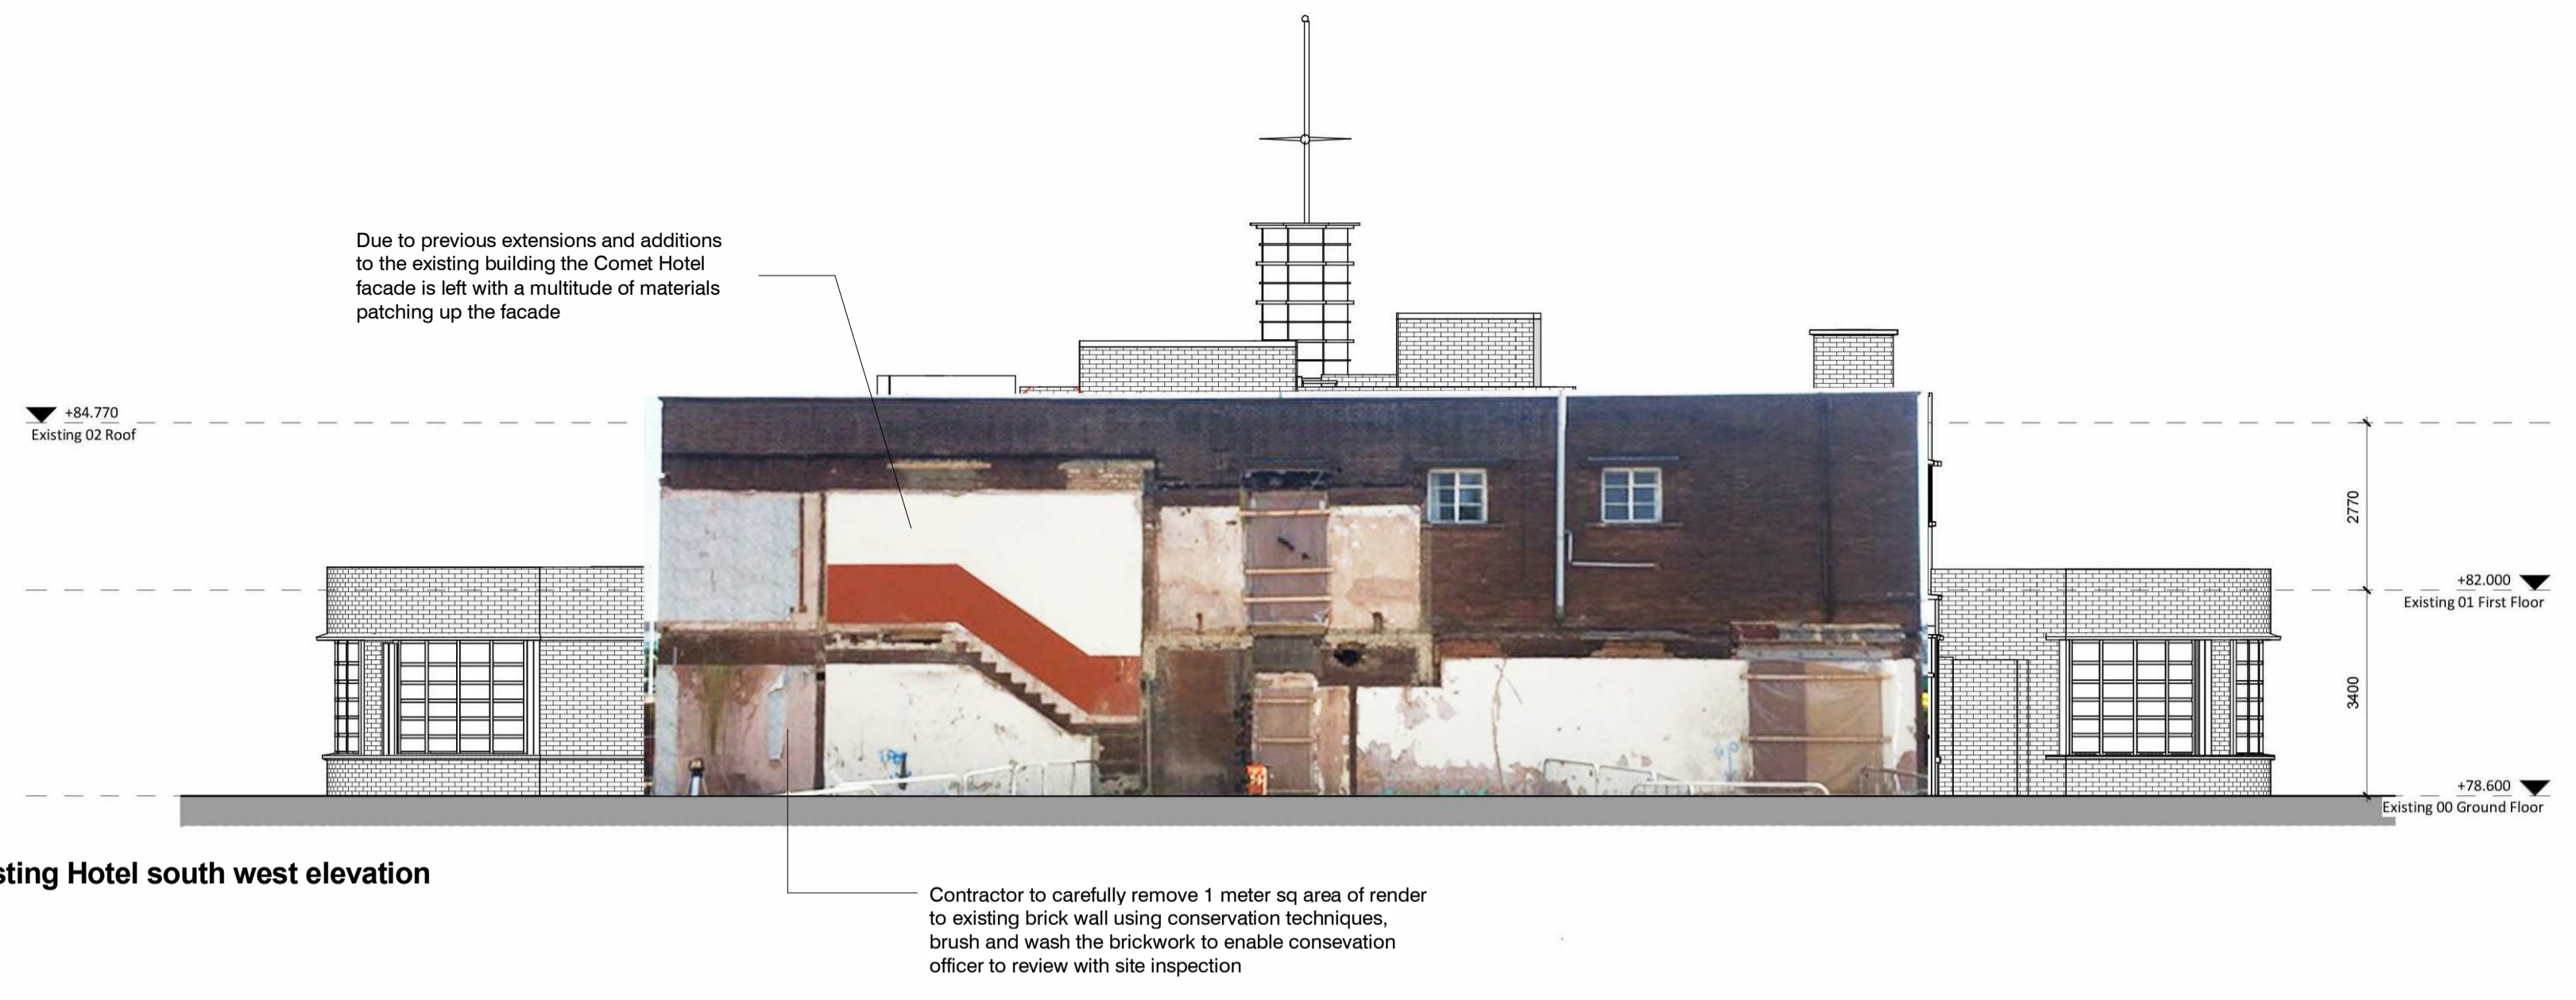 Due to previous extensions and additions
to the existing building the Comet Hotel
facade is left with a multitude of materials
patching up the facade
+84.770
Existing 02 Roof
2770
+82.000
Existing 01 First Floor
3400
+78.600
Existing 00 Ground Floor
sting Hotel south west elevation
Contractor to carefully remove 1 meter sq area of render
to existing brick wall using conservation techniques,
brush and wash the brickwork to enable consevation
officer to review with site inspection